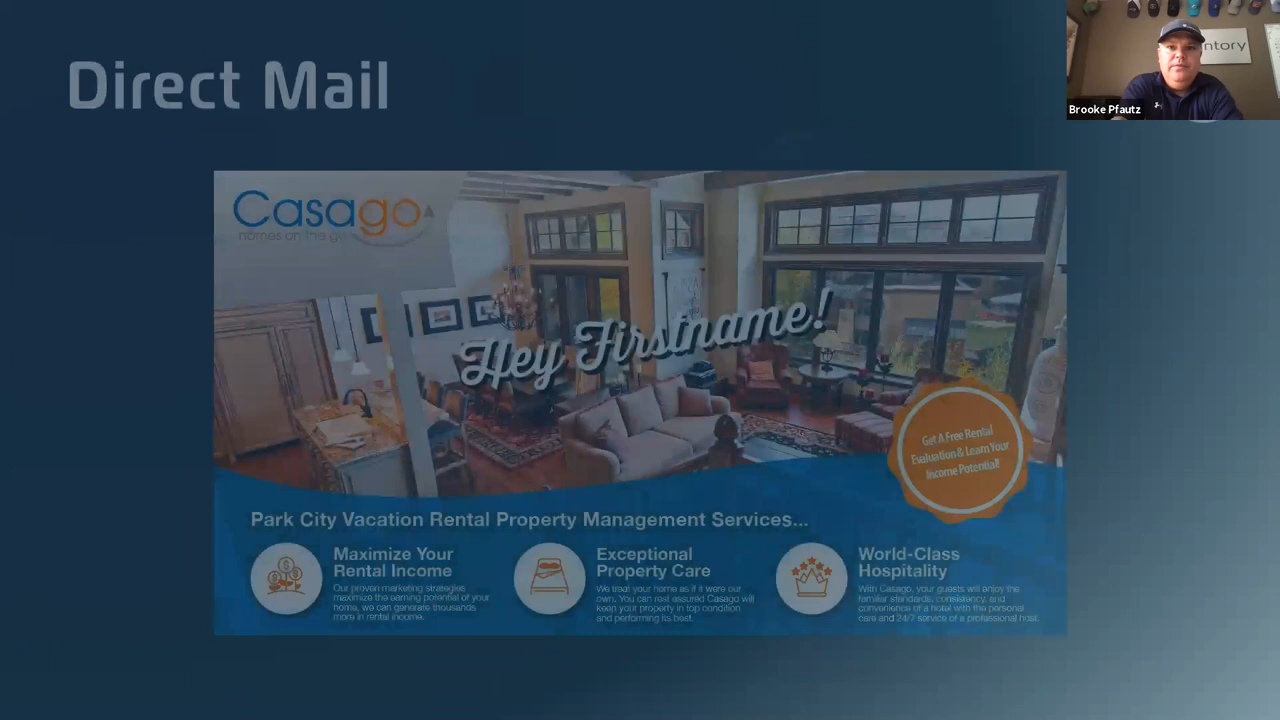 Direct Mail
ntory
Brooke Pfautz
Casago
homes on the go
Hey Firstname!
Get A Free Rental
Evaluation & Learn Your
Income Potential!
Park City Vacation Rental Property Management Services...
Maximize Your
Rental Income
Our proven marketing strategies
maximize the earning potential of your
home, we can generate thousands
more in rental income.
Exceptional
Property Care
We treat your home as if it were our
own. You can rest assured Casago will
keep your property in top condition
and performing its best.
World-Class
Hospitality
With Casago, your guests will enjoy the
familiar standards, consistency, and
convenience of a hotel with the personal
care and 24/7 service of a professional host.